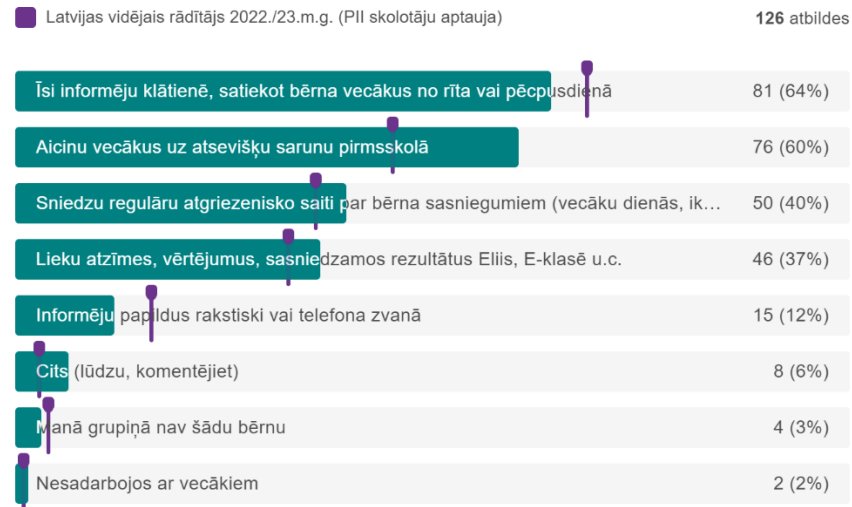 Latvijas vidējais rādītājs 2022./23.m.g. (PII skolotāju aptauja) 126 atbildes
Īsi informēju klātienē, satiekot bērna vecākus no rīta vai pēcpusdienā 81 (64%)
Aicinu vecākus uz atsevišķu sarunu pirmsskolā 76 (60%)
Sniedzu regulāru atgriezenisko saiti par bērna sasniegumiem (vecāku dienās, ik… 50 (40%)
Lieku atzīmes, vērtējumus, sasniedzamos rezultātus Eliis, E-klasē u.c. 46 (37%)
Informēju papildus rakstiski vai telefona zvanā 15 (12%)
Cits (lūdzu, komentējiet) 8 (6%)
Manā grupiņā nav šādu bērnu 4 (3%)
Nesadarbojos ar vecākiem 2 (2%)